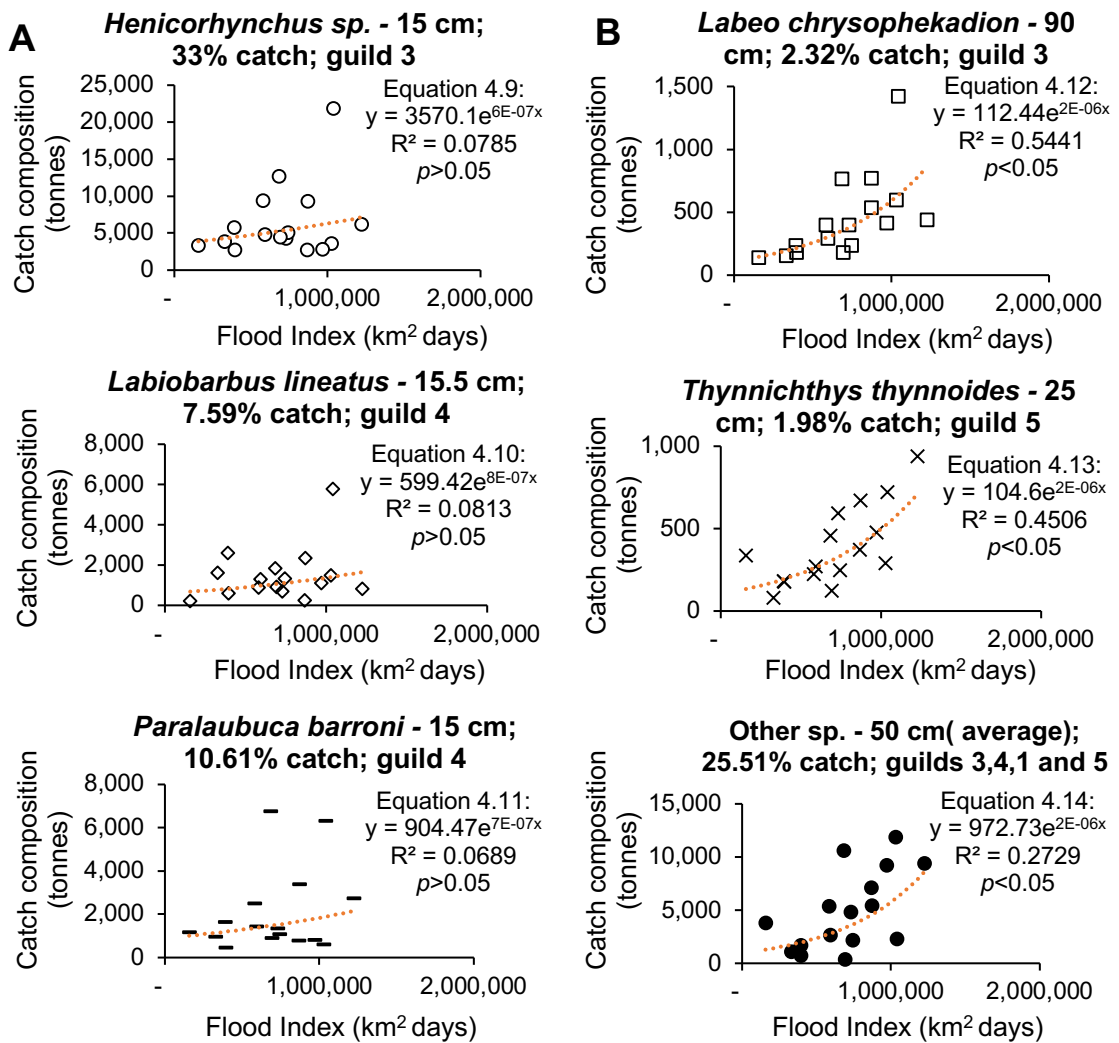 A
Henicorhynchus sp. - 15 cm;
33% catch; guild 3
Catch composition
(tonnes)
25,000
20,000
15,000
10,000
5,000
0
Equation 4.9:
y = 3570.1e^6E-07x
R² = 0.0785
p>0.05
-
1,000,000
2,000,000
Flood Index (km² days)
Labiobarbus lineatus - 15.5 cm;
7.59% catch; guild 4
Catch composition
(tonnes)
8,000
6,000
4,000
2,000
0
Equation 4.10:
y = 599.42e^8E-07x
R² = 0.0813
p>0.05
-
1,000,000
2,000,000
Flood Index (km² days)
Paralaubuca barroni - 15 cm;
10.61% catch; guild 4
Catch composition
(tonnes)
8,000
6,000
4,000
2,000
0
Equation 4.11:
y = 904.47e^7E-07x
R² = 0.0689
p>0.05
-
1,000,000
2,000,000
Flood Index (km² days)
B
Labeo chrysophekadion - 90
cm; 2.32% catch; guild 3
Catch composition
(tonnes)
1,500
1,000
500
0
Equation 4.12:
y = 112.44e^2E-06x
R² = 0.5441
p<0.05
-
1,000,000
2,000,000
Flood Index (km² days)
Thynnichthys thynnoides - 25
cm; 1.98% catch; guild 5
Catch composition
(tonnes)
1,000
500
0
Equation 4.13:
y = 104.6e^2E-06x
R² = 0.4506
p<0.05
-
1,000,000
2,000,000
Flood Index (km² days)
Other sp. - 50 cm( average);
25.51% catch; guilds 3,4,1 and 5
Catch composition
(tonnes)
15,000
10,000
5,000
0
Equation 4.14:
y = 972.73e^2E-06x
R² = 0.2729
p<0.05
-
1,000,000
2,000,000
Flood Index (km² days)